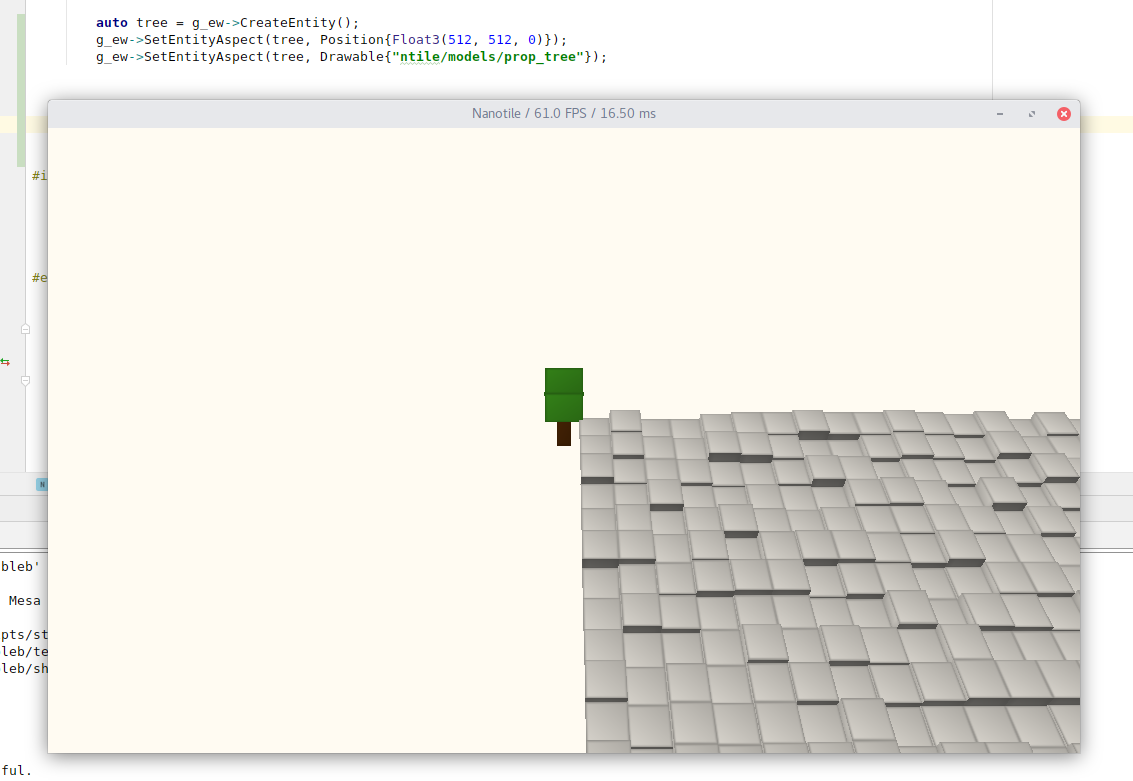 auto tree = g_ew->CreateEntity();
g_ew->SetEntityAspect(tree, Position{Float3(512, 512, 0)});
g_ew->SetEntityAspect(tree, Drawable{"ntile/models/prop_tree"});
Nanotile / 61.0 FPS / 16.50 ms
#i
#e
N
bleb'
Mesa
pts/st
leb/te
leb/sh
ful.